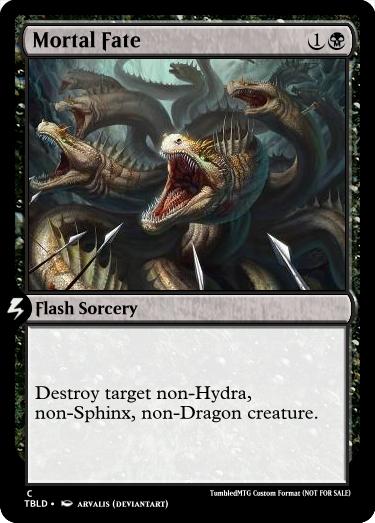 Mortal Fate 1
Flash Sorcery
Destroy target non-Hydra,
non-Sphinx, non-Dragon creature.
C
TBLD • ARVALIS (DEVIANTART)
TumbledMTG Custom Format (NOT FOR SALE)